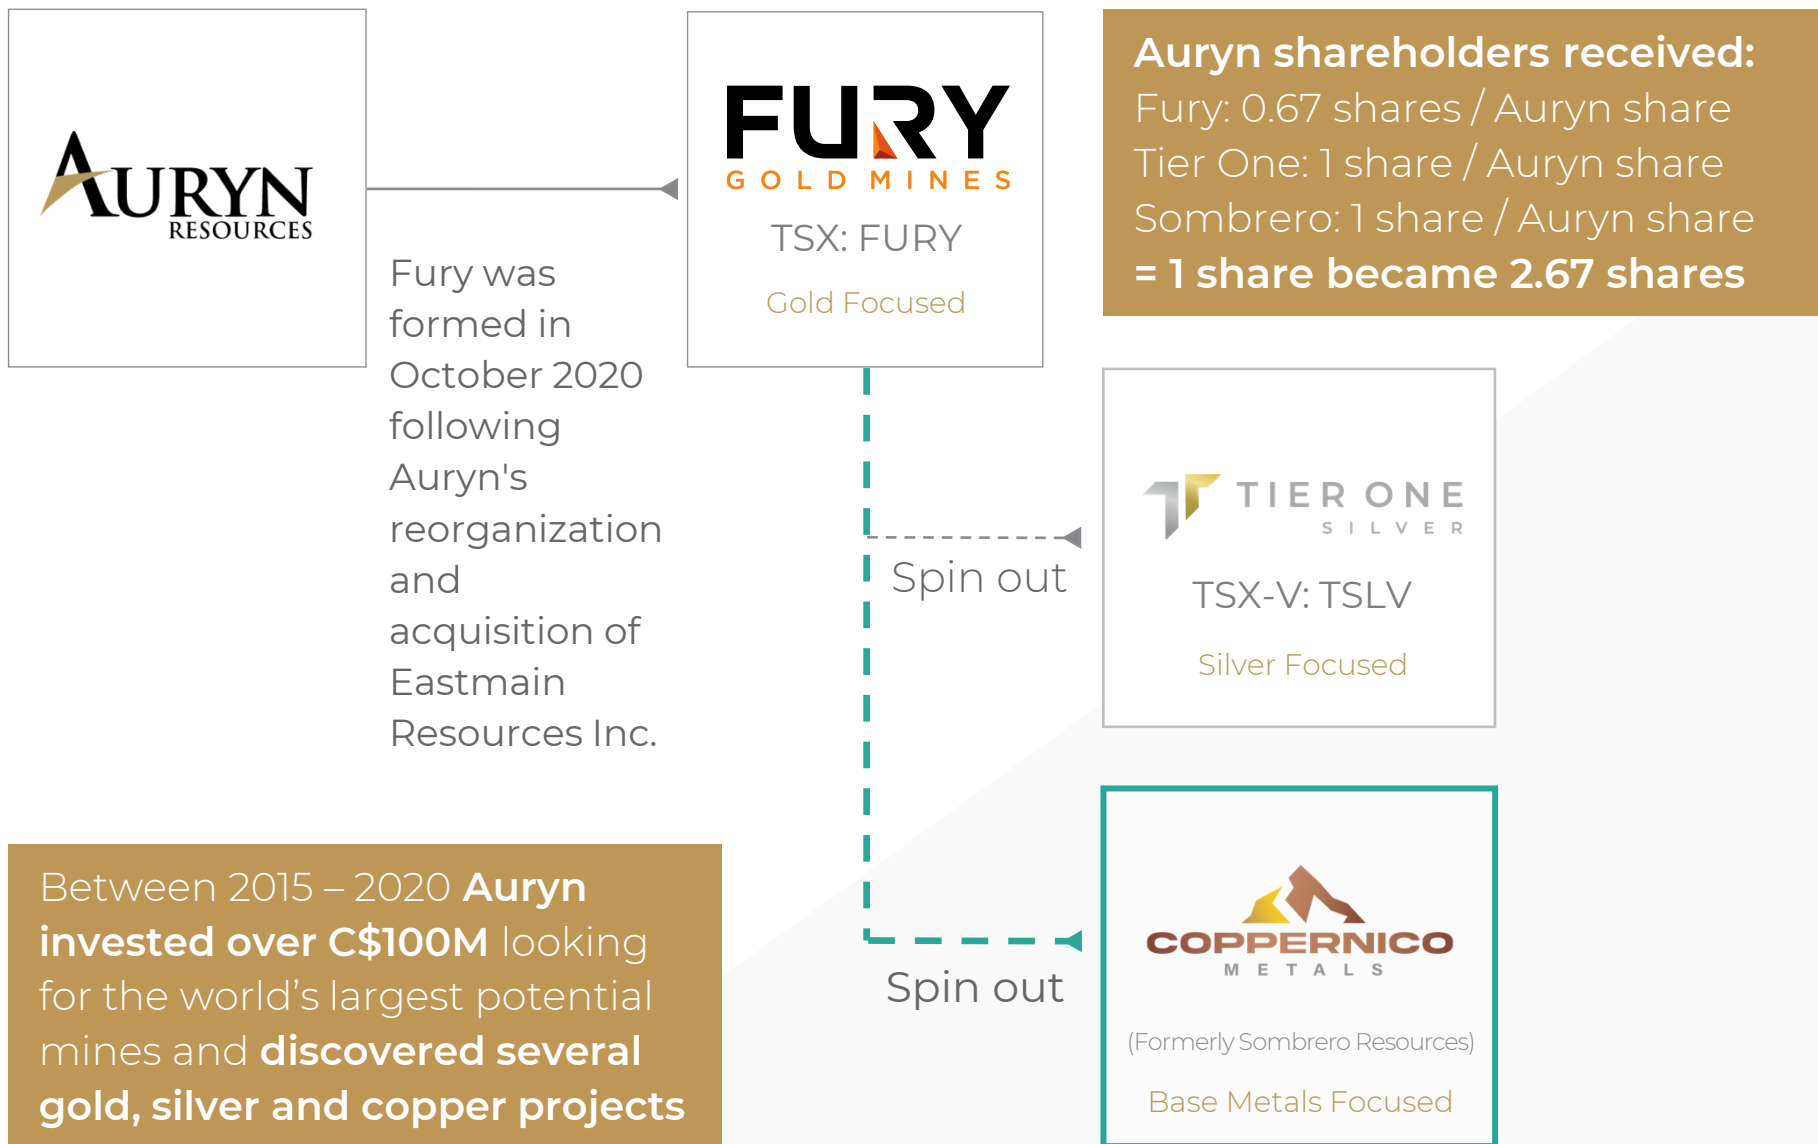 AURYN
RESOURCES
Fury was
formed in
October 2020
following
Auryn's
reorganization
and
acquisition of
Eastmain
Resources Inc.
FURY
GOLD MINES
TSX: FURY
Gold Focused
Auryn shareholders received:
Fury: 0.67 shares / Auryn share
Tier One: 1 share / Auryn share
Sombrero: 1 share / Auryn share
= 1 share became 2.67 shares
Spin out
TIER ONE
SILVER
TSX-V: TSLV
Silver Focused
Between 2015 – 2020 Auryn
invested over C$100M looking
for the world’s largest potential
mines and discovered several
gold, silver and copper projects
Spin out
COPPERNICO
METALS
(Formerly Sombrero Resources)
Base Metals Focused